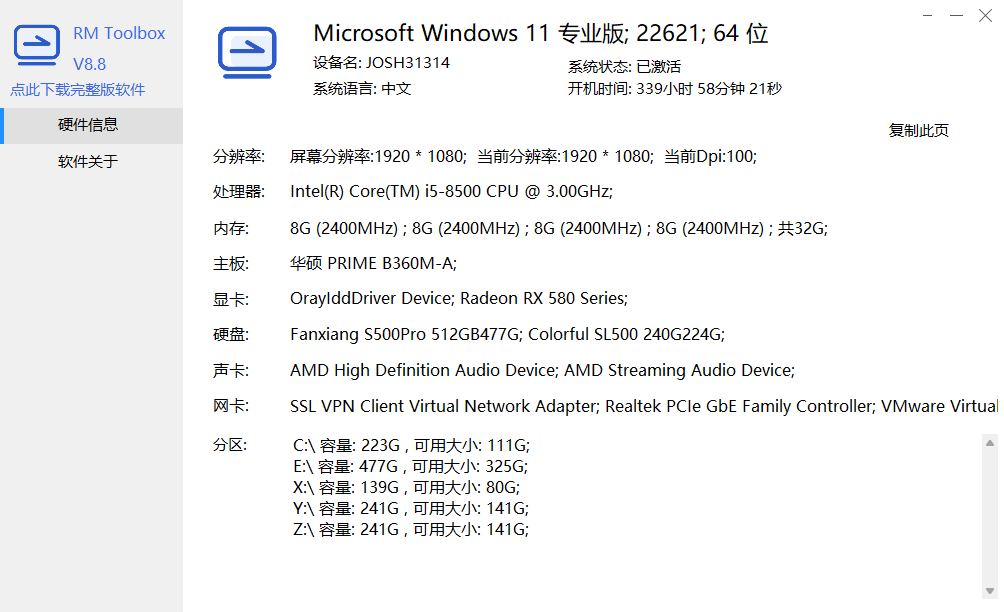 RM Toolbox
V8.8
点此下载完整版软件
硬件信息
软件关于
Microsoft Windows 11 专业版; 22621; 64 位
设备名: JOSH31314
系统状态: 已激活
系统语言: 中文
开机时间: 339小时 58分钟 21秒
复制此页
分辨率: 屏幕分辨率:1920 * 1080; 当前分辨率:1920 * 1080; 当前Dpi:100;
处理器: Intel(R) Core(TM) i5-8500 CPU @ 3.00GHz;
内存: 8G (2400MHz) ; 8G (2400MHz) ; 8G (2400MHz) ; 8G (2400MHz) ; 共32G;
主板: 华硕 PRIME B360M-A;
显卡: OrayIddDriver Device; Radeon RX 580 Series;
硬盘: Fanxiang S500Pro 512GB477G; Colorful SL500 240G224G;
声卡: AMD High Definition Audio Device; AMD Streaming Audio Device;
网卡: SSL VPN Client Virtual Network Adapter; Realtek PCIe GbE Family Controller; VMware Virtual
分区: C:\ 容量: 223G , 可用大小: 111G;
E:\ 容量: 477G , 可用大小: 325G;
X:\ 容量: 139G , 可用大小: 80G;
Y:\ 容量: 241G , 可用大小: 141G;
Z:\ 容量: 241G , 可用大小: 141G;